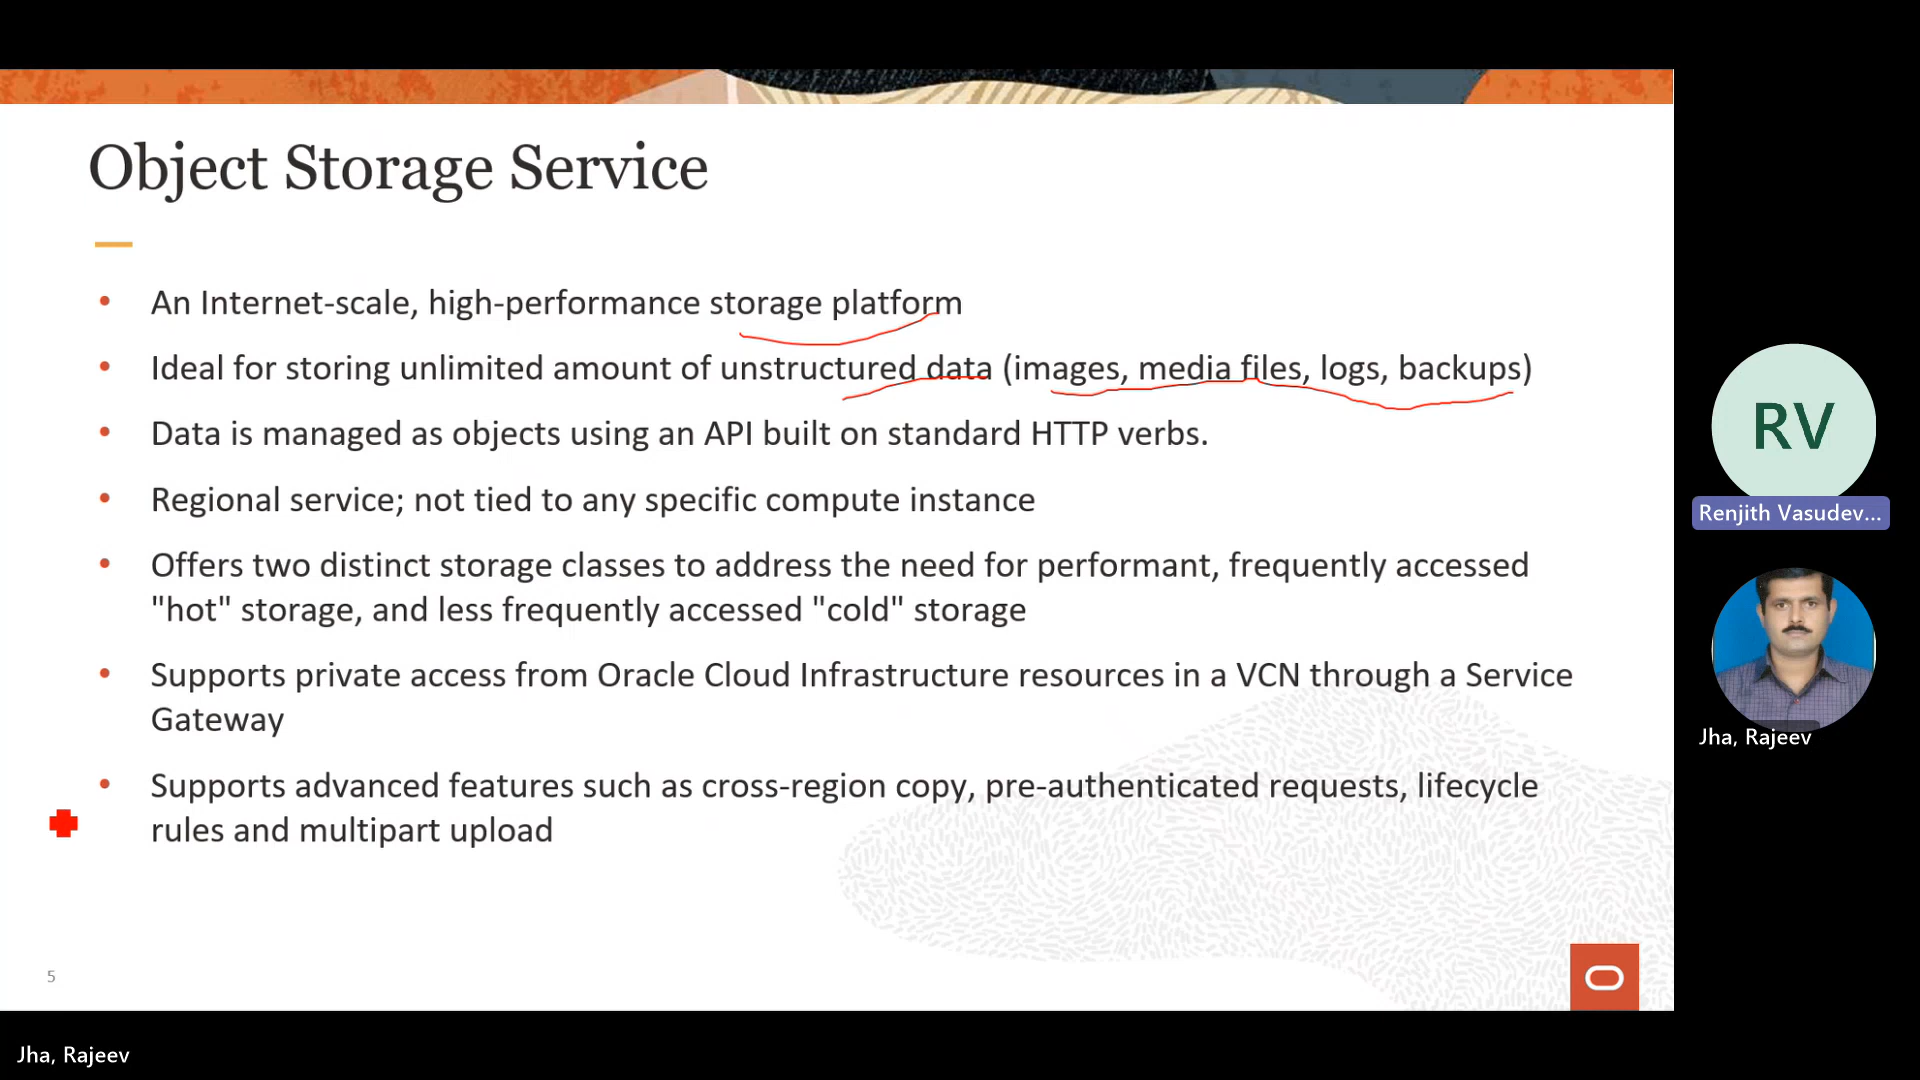 Object Storage Service
• An Internet-scale, high-performance storage platform
• Ideal for storing unlimited amount of unstructured data (images, media files, logs, backups)
• Data is managed as objects using an API built on standard HTTP verbs.
• Regional service; not tied to any specific compute instance
• Offers two distinct storage classes to address the need for performant, frequently accessed
"hot" storage, and less frequently accessed "cold" storage
• Supports private access from Oracle Cloud Infrastructure resources in a VCN through a Service
Gateway
• Supports advanced features such as cross-region copy, pre-authenticated requests, lifecycle
rules and multipart upload
5
RV
Renjith Vasudev...
Jha, Rajeev
Jha, Rajeev